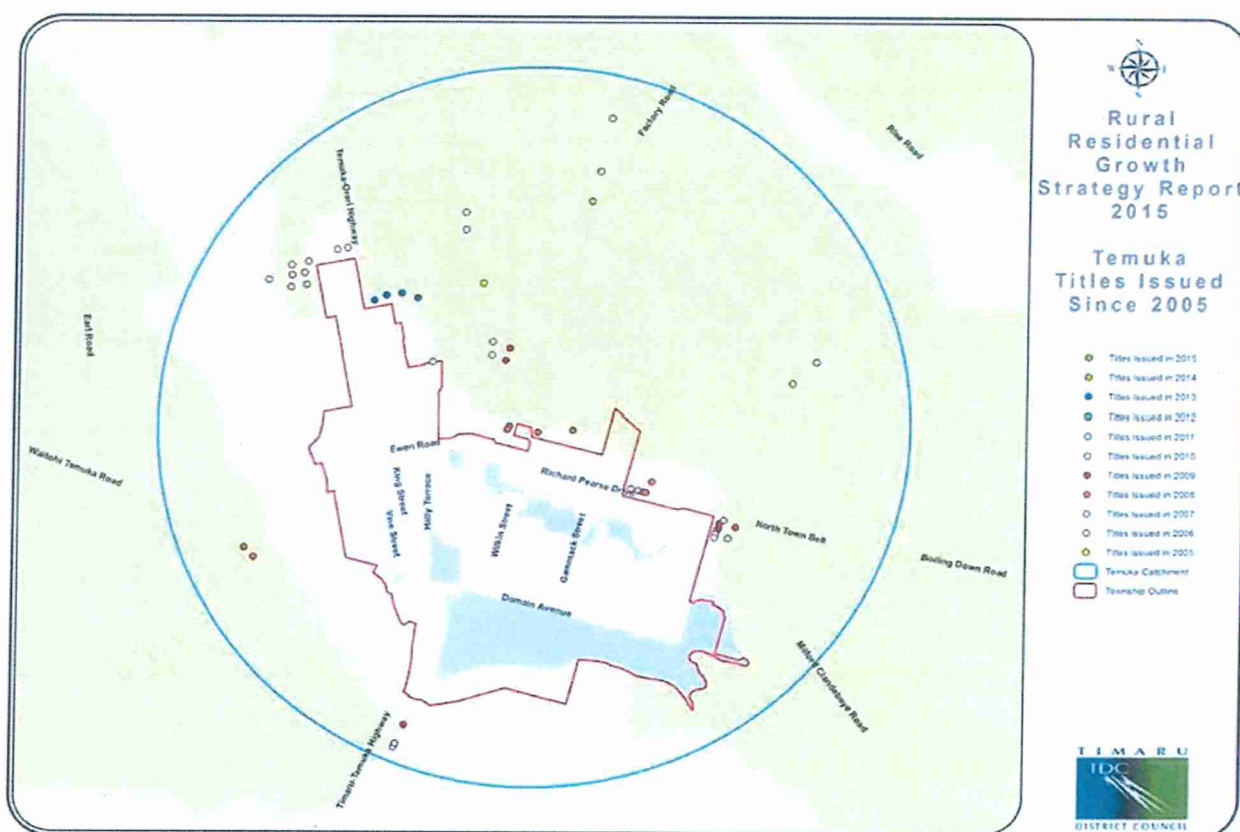 W
N
Rural
Residential
Growth
Strategy Report
2015
Temuka
Titles Issued
Since 2005
Titles Issued in 2015
Titles Issued in 2014
Titles Issued in 2013
Titles Issued in 2012
Titles Issued in 2011
Titles Issued in 2010
Titles Issued in 2009
Titles Issued in 2008
Titles Issued in 2007
Titles Issued in 2006
Titles Issued in 2005
Temuka Catchment
Township Outline
Factory Road
Rise Road
Temuka-Orari Highway
Earl Road
Waitohi Temuka Road
Ewen Road
King Street
Vine Street
Hilly Terrace
Richard Pearse Drive
Wilkin Street
Gammack Street
North Town Belt
Boiling Down Road
Domain Avenue
Milford Clandeboye Road
Timaru-Temuka Highway
TIMARU
TDC
DISTRICT COUNCIL